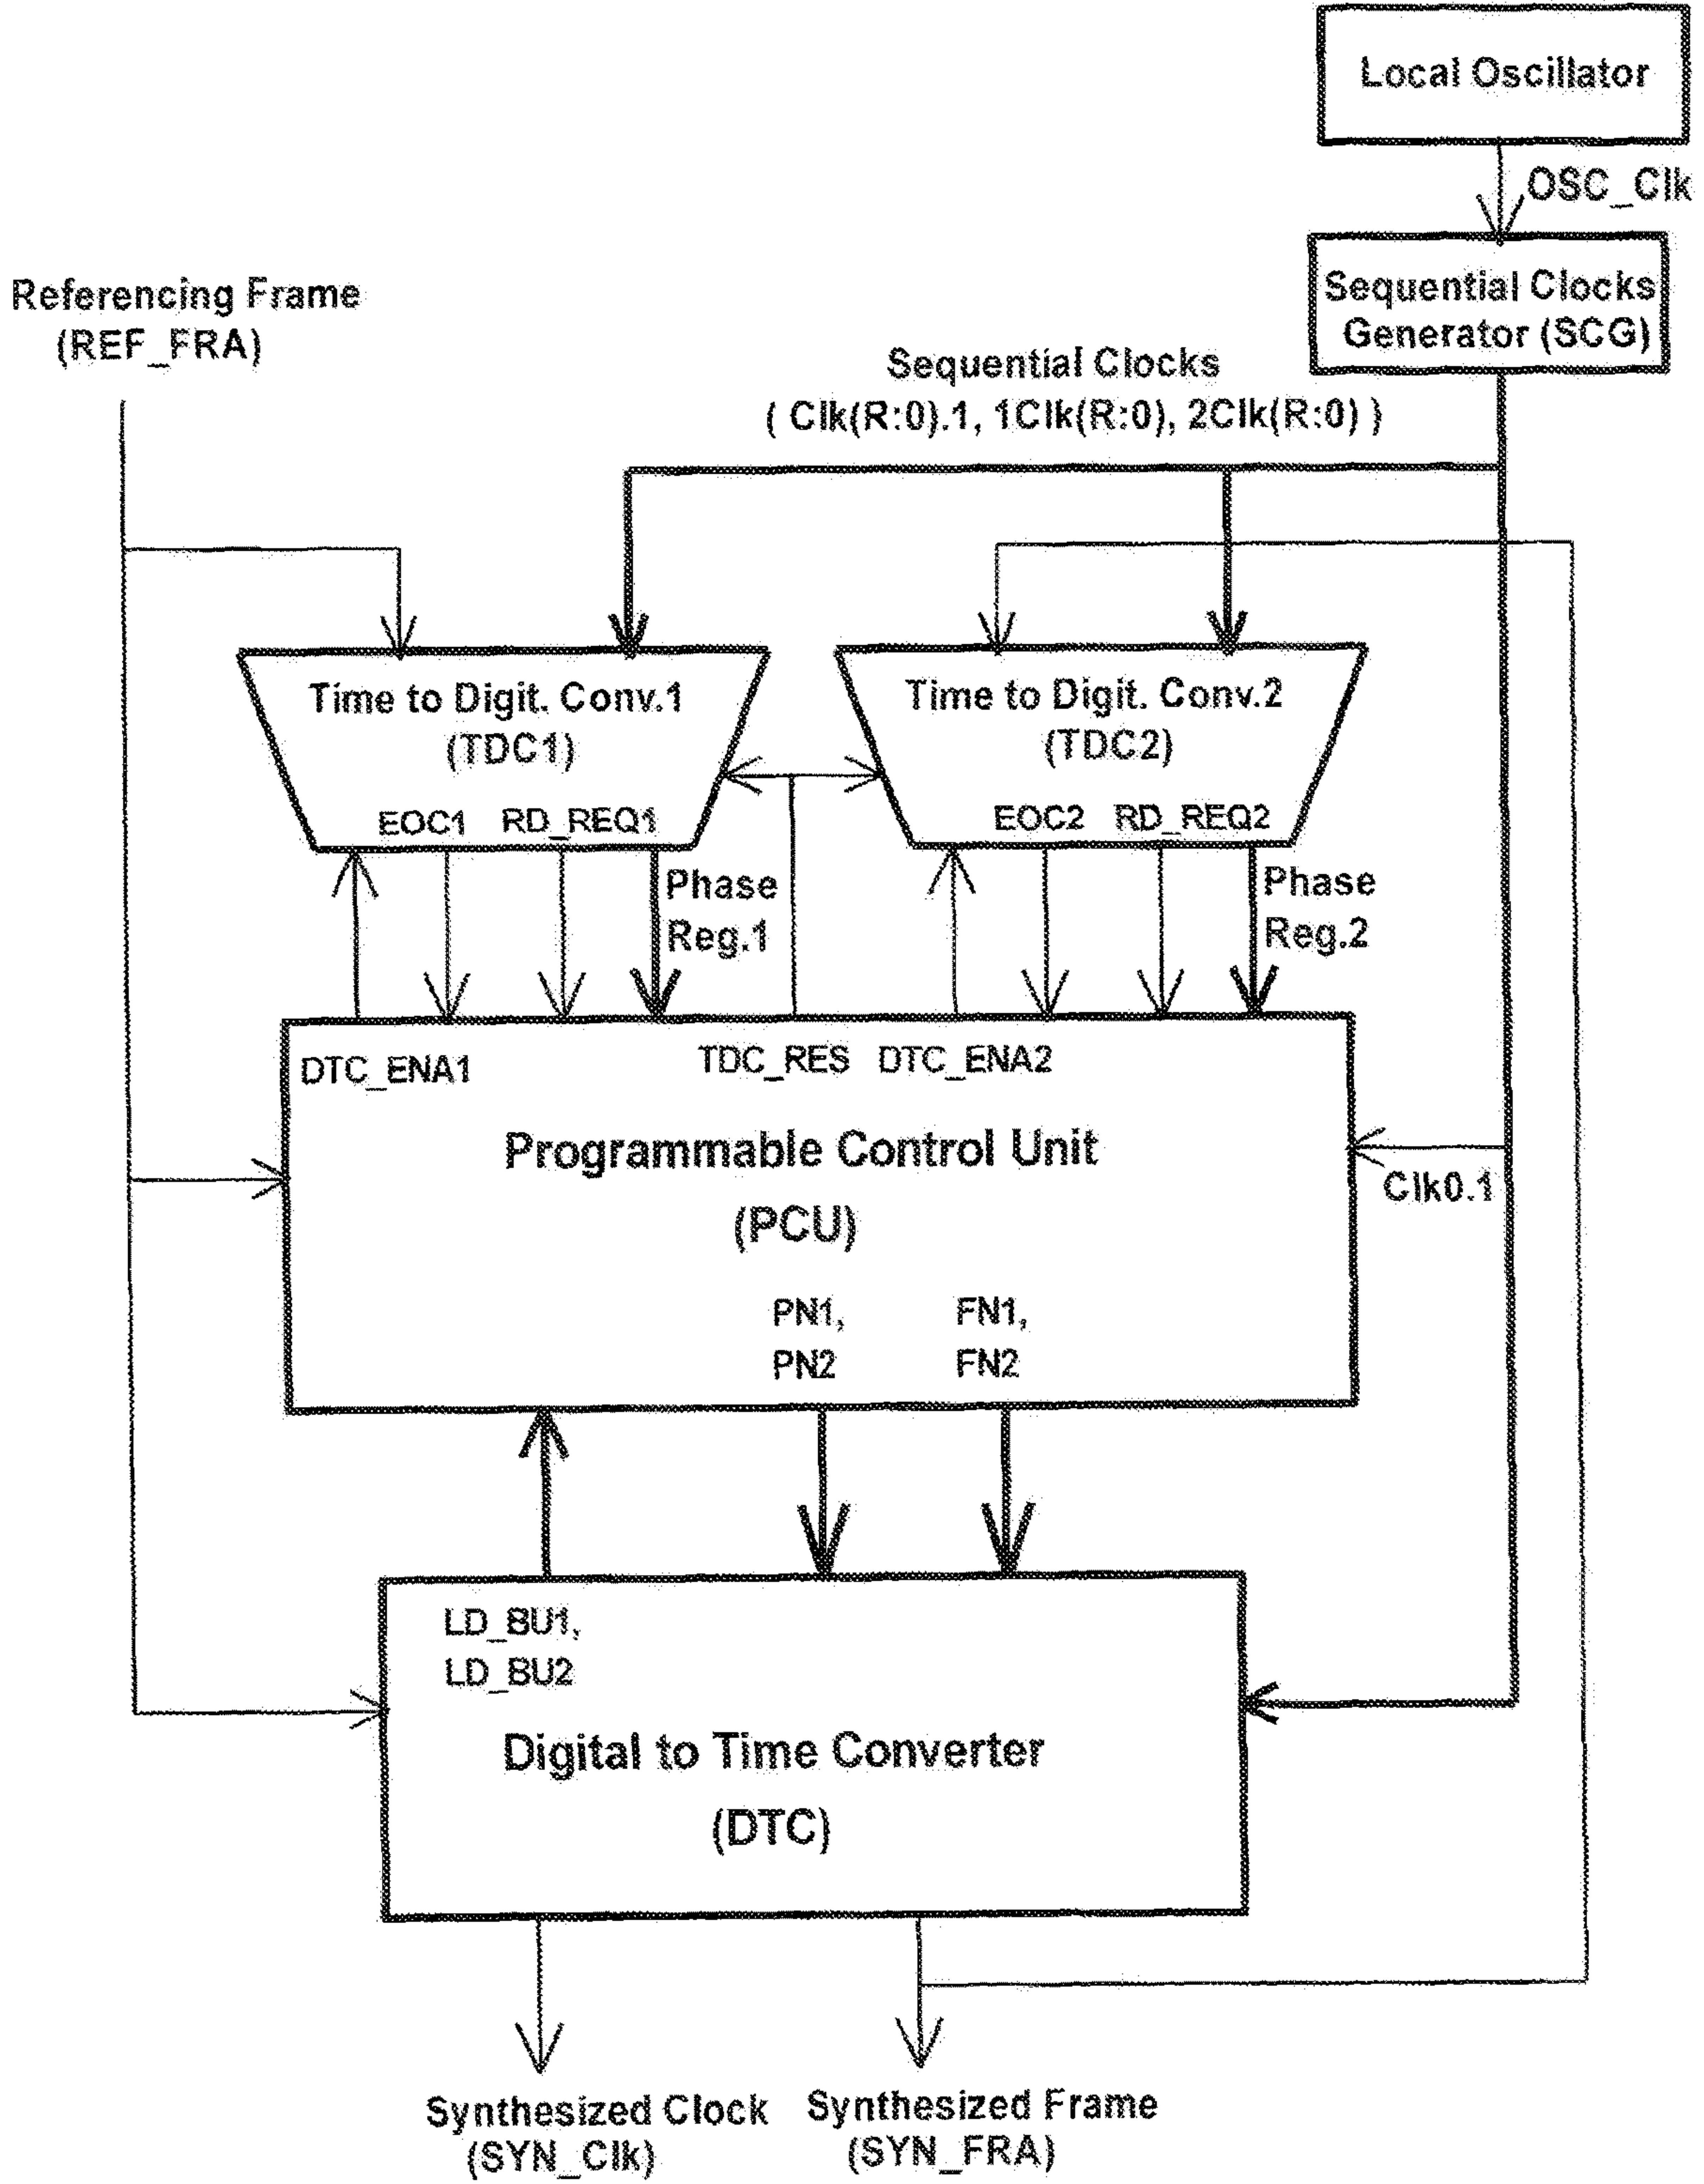 Local Oscillator
OSC_Clk
Sequential Clocks
Generator (SCG)
Referencing Frame
(REF_FRA)
Sequential Clocks
( Clk(R:0).1, 1Clk(R:0), 2Clk(R:0) )
Time to Digit. Conv.1
(TDC1)
EOC1 RD_REQ1
Time to Digit. Conv.2
(TDC2)
EOC2 RD_REQ2
Phase
Reg.1
Phase
Reg.2
DTC_ENA1 TDC_RES DTC_ENA2
Programmable Control Unit
(PCU)
Clk0.1
PN1, FN1,
PN2 FN2
LD_BU1,
LD_BU2
Digital to Time Converter
(DTC)
Synthesized Clock
(SYN_Clk)
Synthesized Frame
(SYN_FRA)